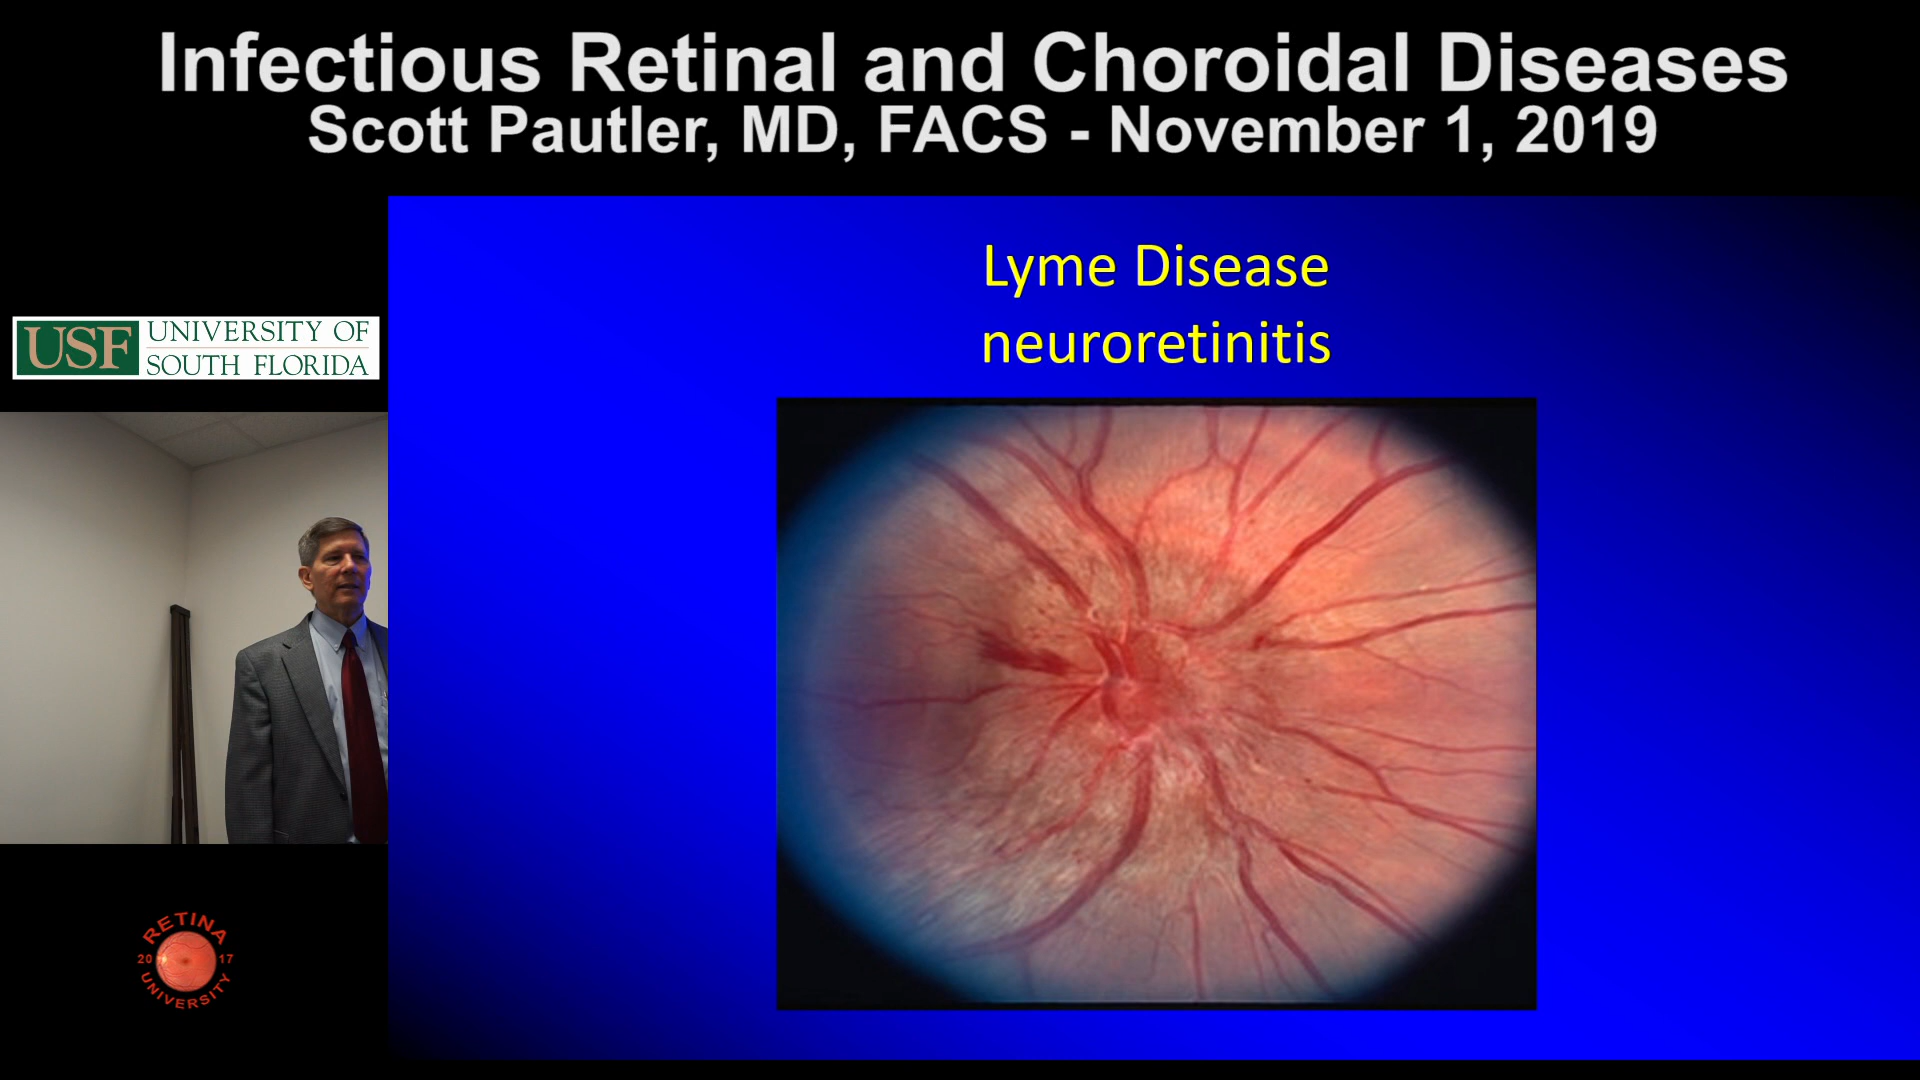 Infectious Retinal and Choroidal Diseases
Scott Pautler, MD, FACS - November 1, 2019
Lyme Disease
neuroretinitis
USF UNIVERSITY OF
SOUTH FLORIDA
RETINA
20 17
UNIVERSITY